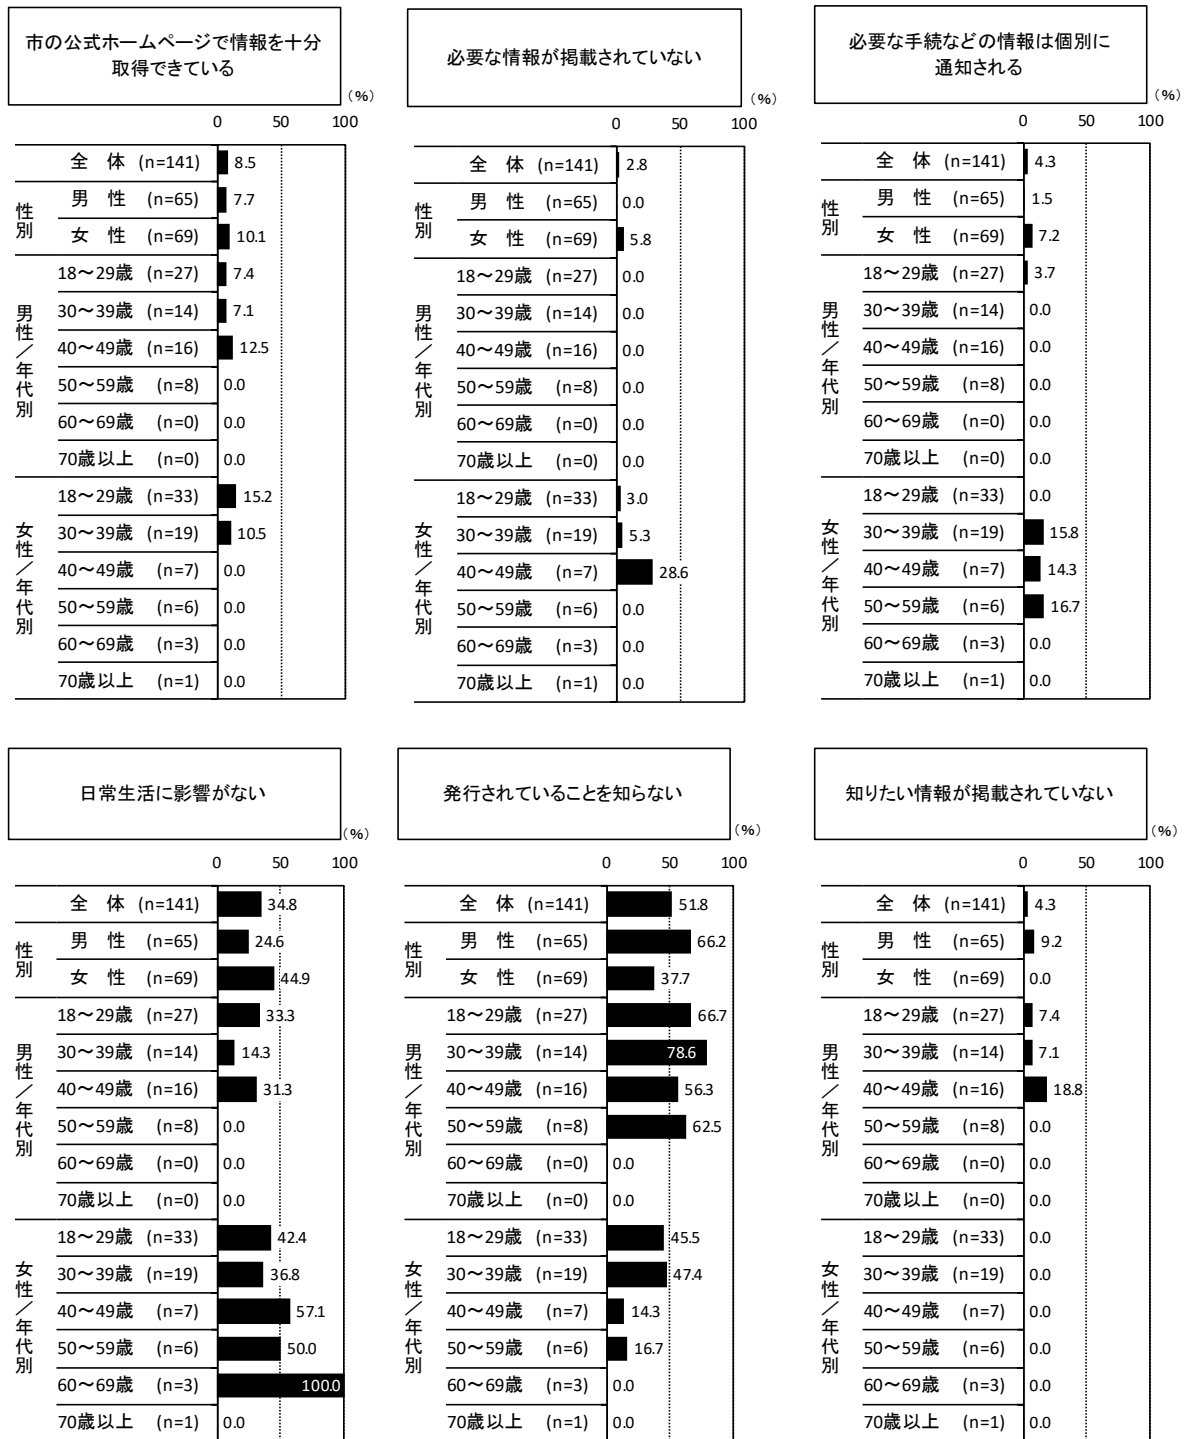 市の公式ホームページで情報を十分
取得できている
(%)
0 50 100
全 体 (n=141) 8.5
性別
男 性 (n=65) 7.7
女 性 (n=69) 10.1
男性/年代別
18～29歳 (n=27) 7.4
30～39歳 (n=14) 7.1
40～49歳 (n=16) 12.5
50～59歳 (n=8) 0.0
60～69歳 (n=0) 0.0
70歳以上 (n=0) 0.0
女性/年代別
18～29歳 (n=33) 15.2
30～39歳 (n=19) 10.5
40～49歳 (n=7) 0.0
50～59歳 (n=6) 0.0
60～69歳 (n=3) 0.0
70歳以上 (n=1) 0.0
必要な情報が掲載されていない
(%)
0 50 100
全 体 (n=141) 2.8
性別
男 性 (n=65) 0.0
女 性 (n=69) 5.8
男性/年代別
18～29歳 (n=27) 0.0
30～39歳 (n=14) 0.0
40～49歳 (n=16) 0.0
50～59歳 (n=8) 0.0
60～69歳 (n=0) 0.0
70歳以上 (n=0) 0.0
女性/年代別
18～29歳 (n=33) 3.0
30～39歳 (n=19) 5.3
40～49歳 (n=7) 28.6
50～59歳 (n=6) 0.0
60～69歳 (n=3) 0.0
70歳以上 (n=1) 0.0
必要な手続などの情報は個別に
通知される
(%)
0 50 100
全 体 (n=141) 4.3
性別
男 性 (n=65) 1.5
女 性 (n=69) 7.2
男性/年代別
18～29歳 (n=27) 3.7
30～39歳 (n=14) 0.0
40～49歳 (n=16) 0.0
50～59歳 (n=8) 0.0
60～69歳 (n=0) 0.0
70歳以上 (n=0) 0.0
女性/年代別
18～29歳 (n=33) 0.0
30～39歳 (n=19) 15.8
40～49歳 (n=7) 14.3
50～59歳 (n=6) 16.7
60～69歳 (n=3) 0.0
70歳以上 (n=1) 0.0
日常生活に影響がない
(%)
0 50 100
全 体 (n=141) 34.8
性別
男 性 (n=65) 24.6
女 性 (n=69) 44.9
男性/年代別
18～29歳 (n=27) 33.3
30～39歳 (n=14) 14.3
40～49歳 (n=16) 31.3
50～59歳 (n=8) 0.0
60～69歳 (n=0) 0.0
70歳以上 (n=0) 0.0
女性/年代別
18～29歳 (n=33) 42.4
30～39歳 (n=19) 36.8
40～49歳 (n=7) 57.1
50～59歳 (n=6) 50.0
60～69歳 (n=3) 100.0
70歳以上 (n=1) 0.0
発行されていることを知らない
(%)
0 50 100
全 体 (n=141) 51.8
性別
男 性 (n=65) 66.2
女 性 (n=69) 37.7
男性/年代別
18～29歳 (n=27) 66.7
30～39歳 (n=14) 78.6
40～49歳 (n=16) 56.3
50～59歳 (n=8) 62.5
60～69歳 (n=0) 0.0
70歳以上 (n=0) 0.0
女性/年代別
18～29歳 (n=33) 45.5
30～39歳 (n=19) 47.4
40～49歳 (n=7) 14.3
50～59歳 (n=6) 16.7
60～69歳 (n=3) 0.0
70歳以上 (n=1) 0.0
知りたい情報が掲載されていない
(%)
0 50 100
全 体 (n=141) 4.3
性別
男 性 (n=65) 9.2
女 性 (n=69) 0.0
男性/年代別
18～29歳 (n=27) 7.4
30～39歳 (n=14) 7.1
40～49歳 (n=16) 18.8
50～59歳 (n=8) 0.0
60～69歳 (n=0) 0.0
70歳以上 (n=0) 0.0
女性/年代別
18～29歳 (n=33) 0.0
30～39歳 (n=19) 0.0
40～49歳 (n=7) 0.0
50～59歳 (n=6) 0.0
60～69歳 (n=3) 0.0
70歳以上 (n=1) 0.0